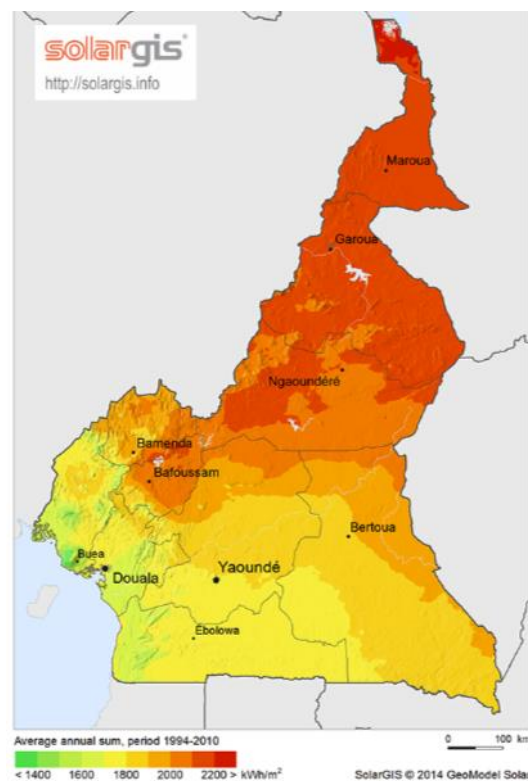 solargis
http://solargis.info
Maroua
Garoua
Ngaoundéré
Bamenda
Bafoussam
Bertoua
Buea
Douala
Yaoundé
Ebolowa
Average annual sum, period 1994-2010
0 100 km
< 1400 1600 1800 2000 2200 > kWh/m²
SolarGIS © 2014 GeoModel Solar